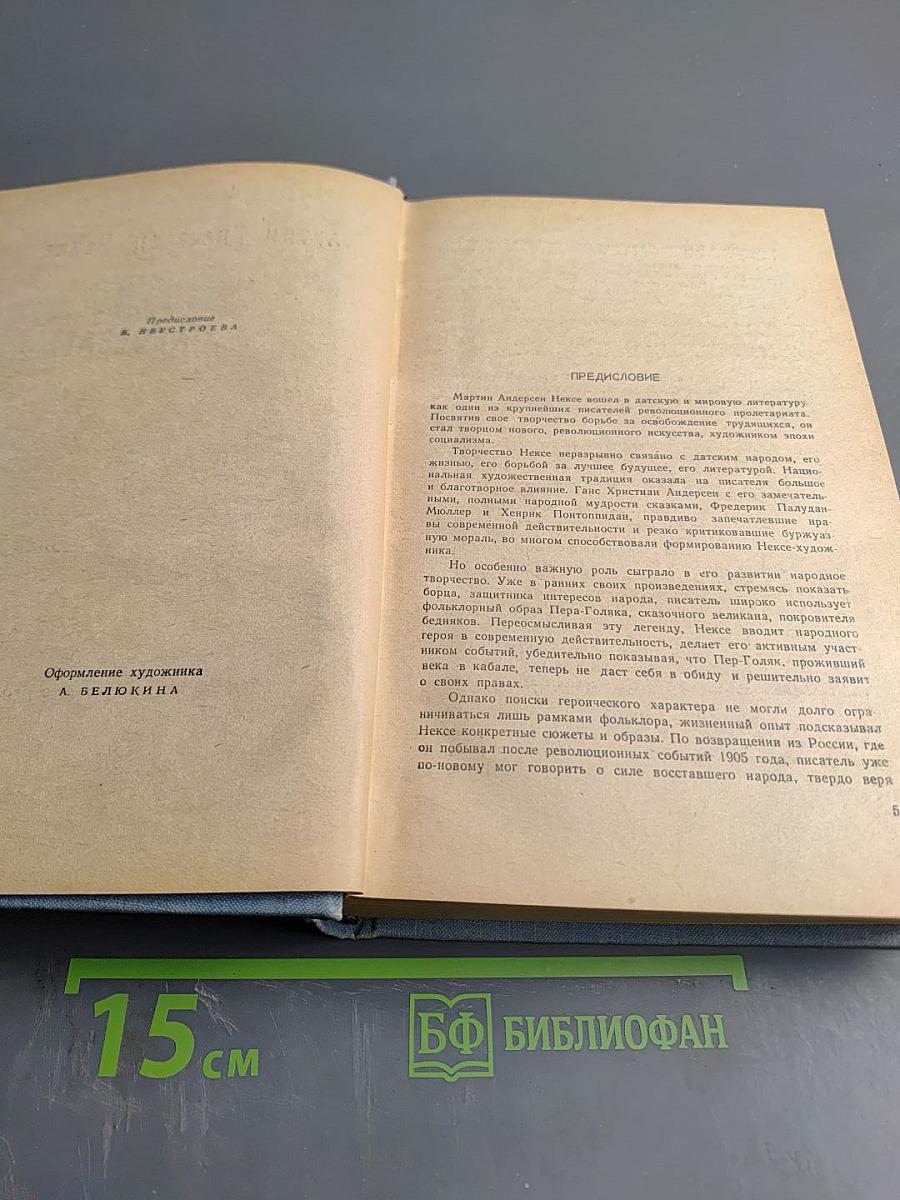 Предисловие
В. НЕУСТРОЕВА
Оформление художника
А. БЕЛЮКИНА
ПРЕДИСЛОВИЕ
Мартин Андерсен Нексе вошел в датскую и мировую литературу
как один из крупнейших писателей революционного пролетариата.
Посвятив свое творчество борьбе за освобождение трудящихся, он
стал творцом нового, революционного искусства, художником эпохи
социализма.
Творчество Нексе неразрывно связано с датским народом, его
жизнью, его борьбой за лучшее будущее, его литературой. Нацио-
нальная художественная традиция оказала на писателя большое
и благотворное влияние. Ганс Христиан Андерсен с его замечатель-
ными, полными народной мудрости сказками, Фредерик Палудан-
Мюллер и Хенрик Понтоппидан, правдиво запечатлевшие нра-
вы современной действительности и резко критиковавшие буржуаз-
ную мораль, во многом способствовали формированию Нексе-худож-
ника.
Но особенно важную роль сыграло в его развитии народное
творчество. Уже в ранних своих произведениях, стремясь показать
борца, защитника интересов народа, писатель широко использует
фольклорный образ Пера-Голяка, сказочного великана, покровителя
бедняков. Переосмысливая эту легенду, Нексе вводит народного
героя в современную действительность, делает его активным участ-
ником событий, убедительно показывая, что Пер-Голяк, проживший
века в кабале, теперь не даст себя в обиду и решительно заявит
о своих правах.
Однако поиски героического характера не могли долго огра-
ничиваться лишь рамками фольклора, жизненный опыт подсказывал
Нексе конкретные сюжеты и образы. По возвращении из России, где
он побывал после революционных событий 1905 года, писатель уже
по-новому мог говорить о силе восставшего народа, твердо веря
5
15 см
БФ БИБЛИОФАН